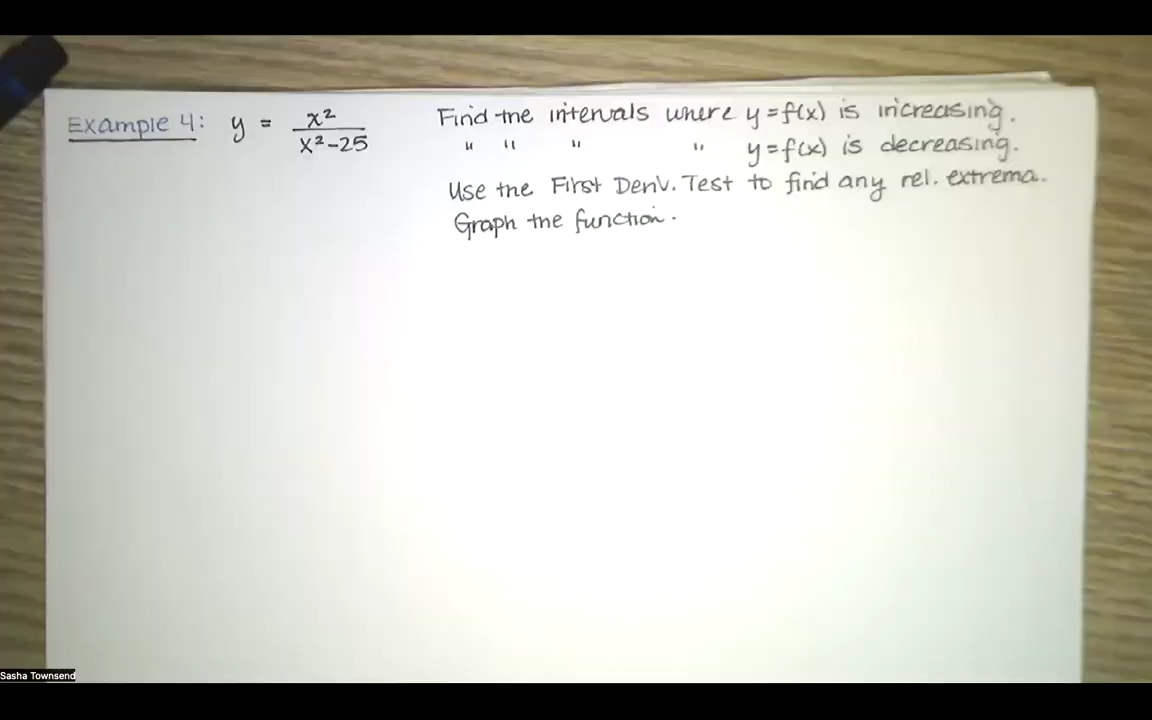 Example 4: y = x²/(x²-25) Find the intervals where y=f(x) is increasing.
" " " " y=f(x) is decreasing.
Use the First Deriv. Test to find any rel. extrema.
Graph the function.
Sasha Townsend